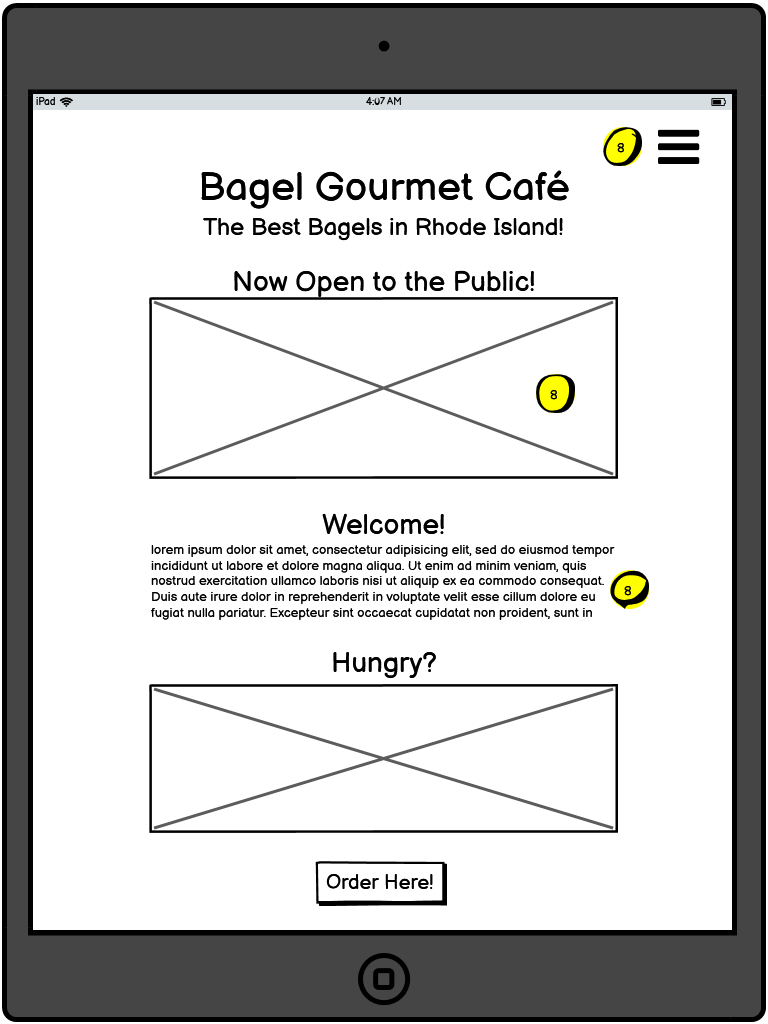 iPad 4:07 AM
8
Bagel Gourmet Café
The Best Bagels in Rhode Island!
Now Open to the Public!
8
Welcome!
lorem ipsum dolor sit amet, consectetur adipisicing elit, sed do eiusmod tempor
incididunt ut labore et dolore magna aliqua. Ut enim ad minim veniam, quis
nostrud exercitation ullamco laboris nisi ut aliquip ex ea commodo consequat.
Duis aute irure dolor in reprehenderit in voluptate velit esse cillum dolore eu
8
fugiat nulla pariatur. Excepteur sint occaecat cupidatat non proident, sunt in
Hungry?
Order Here!